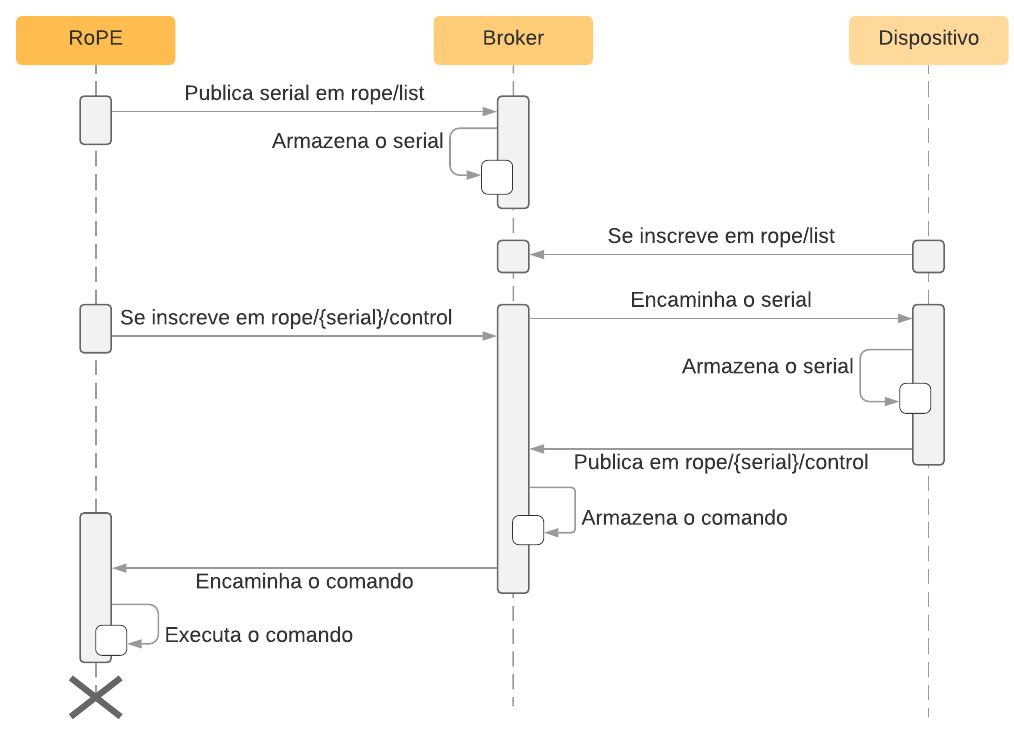 RoPE
Broker
Dispositivo
Publica serial em rope/list
Armazena o serial
Se inscreve em rope/list
Encaminha o serial
Se inscreve em rope/{serial}/control
Armazena o serial
Publica em rope/{serial}/control
Armazena o comando
Encaminha o comando
Executa o comando